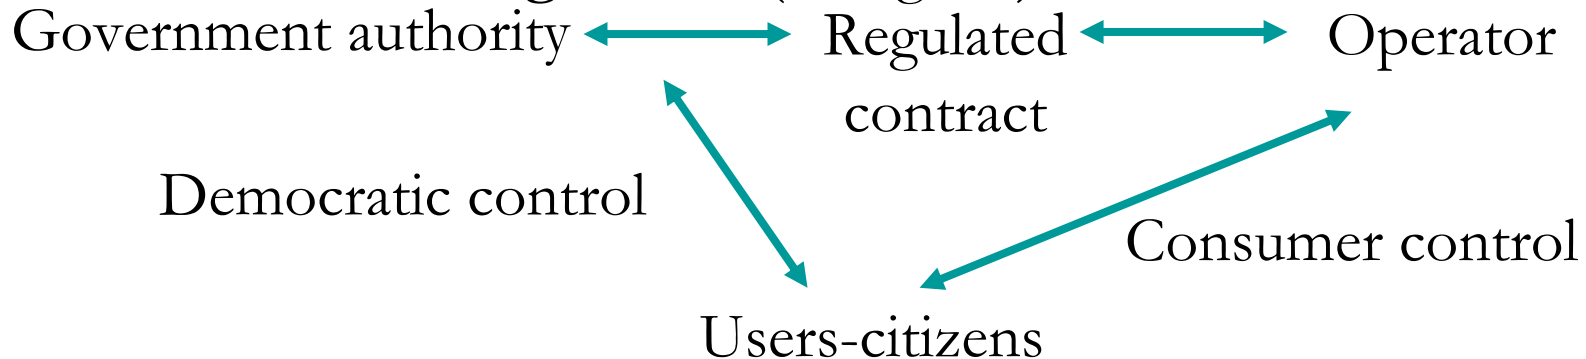 Government authority Regulated Operator
contract
Democratic control
Consumer control
Users-citizens